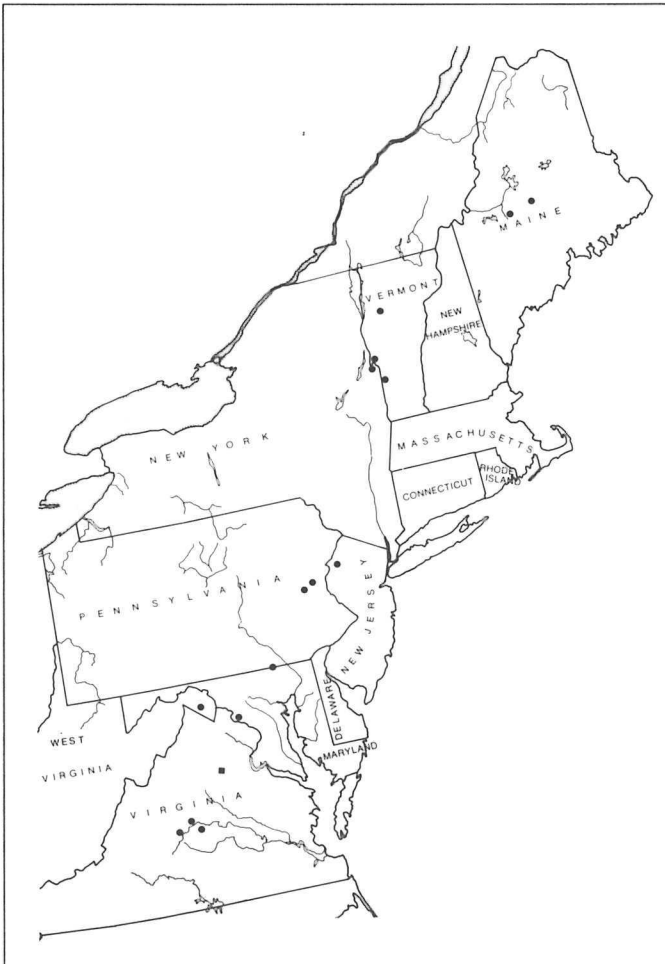 MAINE
VERMONT
NEW
HAMPSHIRE
NEW YORK
MASSACHUSETTS
CONNECTICUT
RHODE
ISLAND
PENNSYLVANIA
NEW JERSEY
DELAWARE
MARYLAND
WEST
VIRGINIA
VIRGINIA